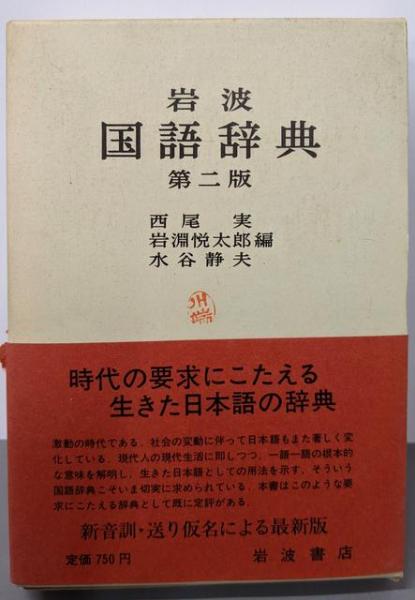 岩波
国語辞典
第二版
西尾 実
岩淵悦太郎編
水谷静夫
時代の要求にこたえる
生きた日本語の辞典
激動の時代である．社会の変動に伴って日本語もまた著しく変
化している．現代人の現代生活に即しつつ，一語一語の根本的
な意味を解明し，生きた日本語としての用法を示す，そういう
国語辞典こそいま切実に求められている．本書はこのような要
求にこたえる辞典として既に定評がある．
新音訓・送り仮名による最新版
定価 750円
岩波書店